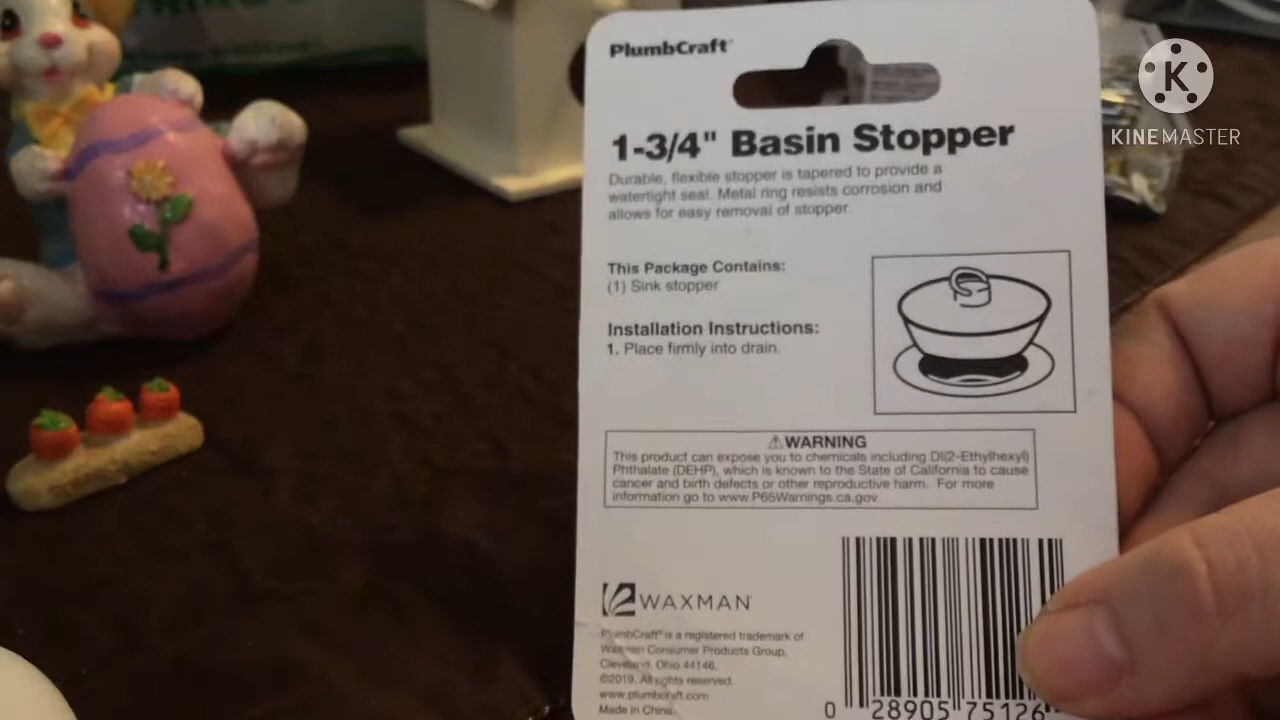 PlumbCraft
KINEMASTER
1-3/4" Basin Stopper
Durable, flexible stopper is tapered to provide a
watertight seal. Metal ring resists corrosion and
allows for easy removal of stopper.
This Package Contains:
(1) Sink stopper
Installation Instructions:
1. Place firmly into drain.
⚠WARNING
This product can expose you to chemicals including DI(2-Ethylhexyl)
Phthalate (DEHP), which is known to the State of California to cause
cancer and birth defects or other reproductive harm. For more
information go to www.P65Warnings.ca.gov.
WAXMAN
PlumbCraft® is a registered trademark of
Waxman Consumer Products Group,
Cleveland, Ohio 44146.
©2019. All rights reserved.
www.plumbcraft.com
Made in China
0 28905 75126